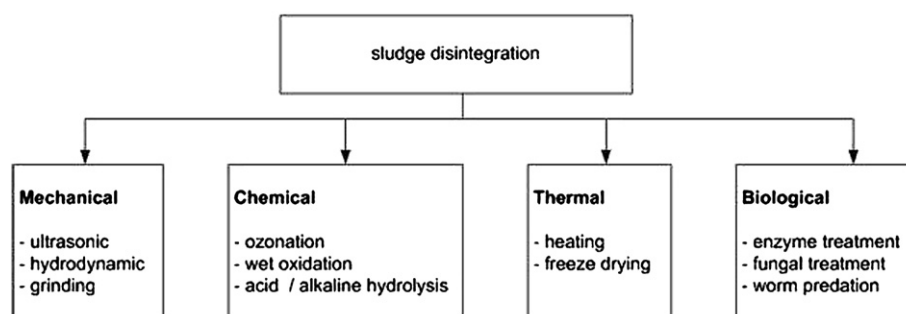 sludge disintegration
Mechanical
- ultrasonic
- hydrodynamic
- grinding
Chemical
- ozonation
- wet oxidation
- acid / alkaline hydrolysis
Thermal
- heating
- freeze drying
Biological
- enzyme treatment
- fungal treatment
- worm predation